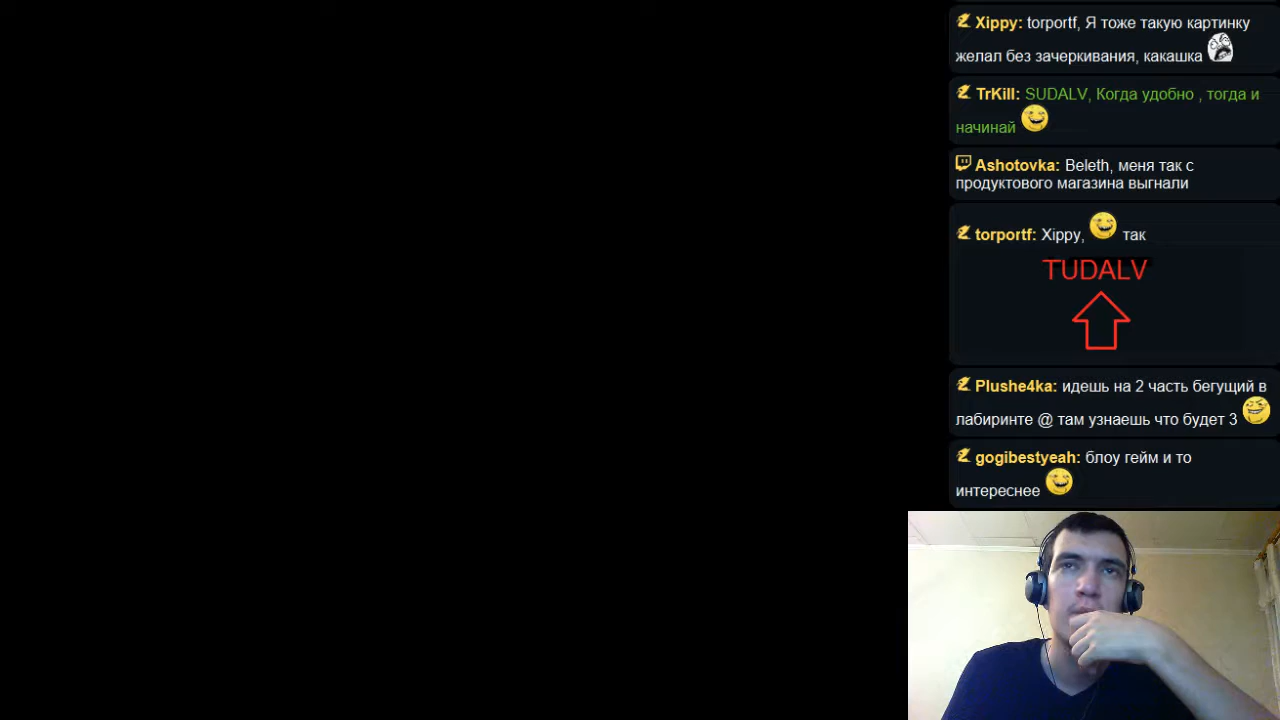 Xippy: torportf, Я тоже такую картинку
желал без зачеркивания, какашка
TrKill: SUDALV, Когда удобно , тогда и
начинай
Ashotovka: Beleth, меня так с
продуктового магазина выгнали
torportf: Xippy, так
TUDALV
Plushe4ka: идешь на 2 часть бегущий в
лабиринте @ там узнаешь что будет 3
gogibestyeah: блоу гейм и то
интереснее